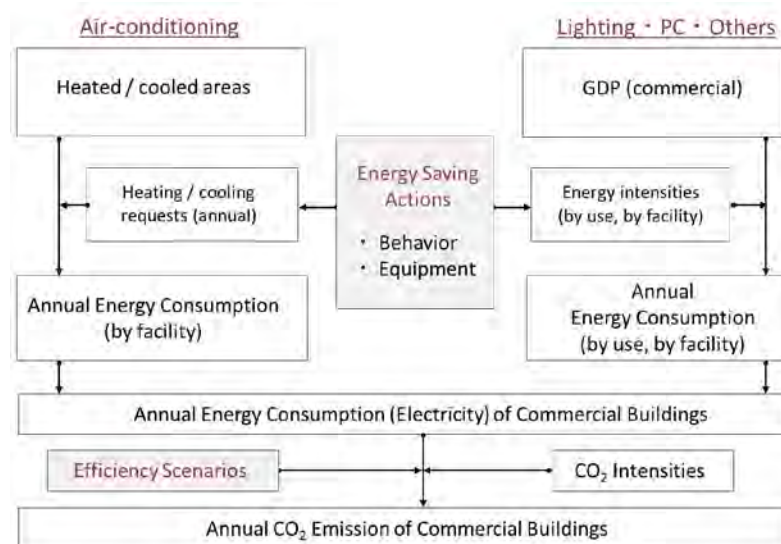 Air-conditioning
Lighting・PC・Others
Heated / cooled areas
GDP (commercial)
Heating / cooling
requests (annual)
Energy Saving
Actions
・ Behavior
・ Equipment
Energy intensities
(by use, by facility)
Annual Energy Consumption
(by facility)
Annual
Energy Consumption
(by use, by facility)
Annual Energy Consumption (Electricity) of Commercial Buildings
Efficiency Scenarios
CO₂ Intensities
Annual CO₂ Emission of Commercial Buildings